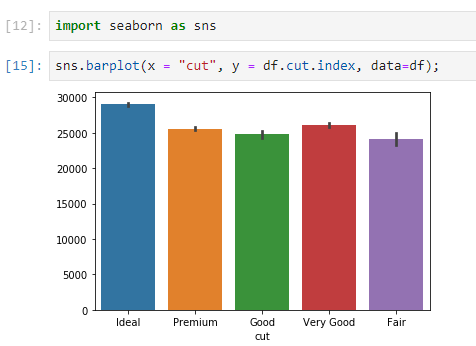 [12]: import seaborn as sns
[15]: sns.barplot(x = "cut", y = df.cut.index, data=df);
30000
25000
20000
15000
10000
5000
0
Ideal Premium Good Very Good Fair
cut